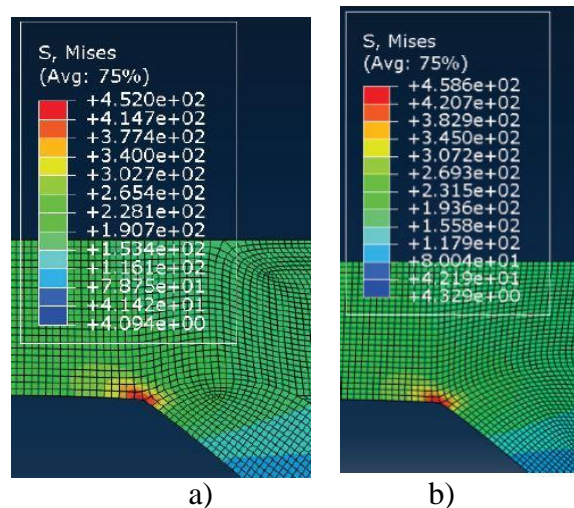 S, Mises
(Avg: 75%)
+4.520e+02
+4.147e+02
+3.774e+02
+3.400e+02
+3.027e+02
+2.654e+02
+2.281e+02
+1.907e+02
+1.534e+02
+1.161e+02
+7.875e+01
+4.142e+01
+4.094e+00
S, Mises
(Avg: 75%)
+4.586e+02
+4.207e+02
+3.829e+02
+3.450e+02
+3.072e+02
+2.693e+02
+2.315e+02
+1.936e+02
+1.558e+02
+1.179e+02
+8.004e+01
+4.219e+01
+4.329e+00
a)
b)